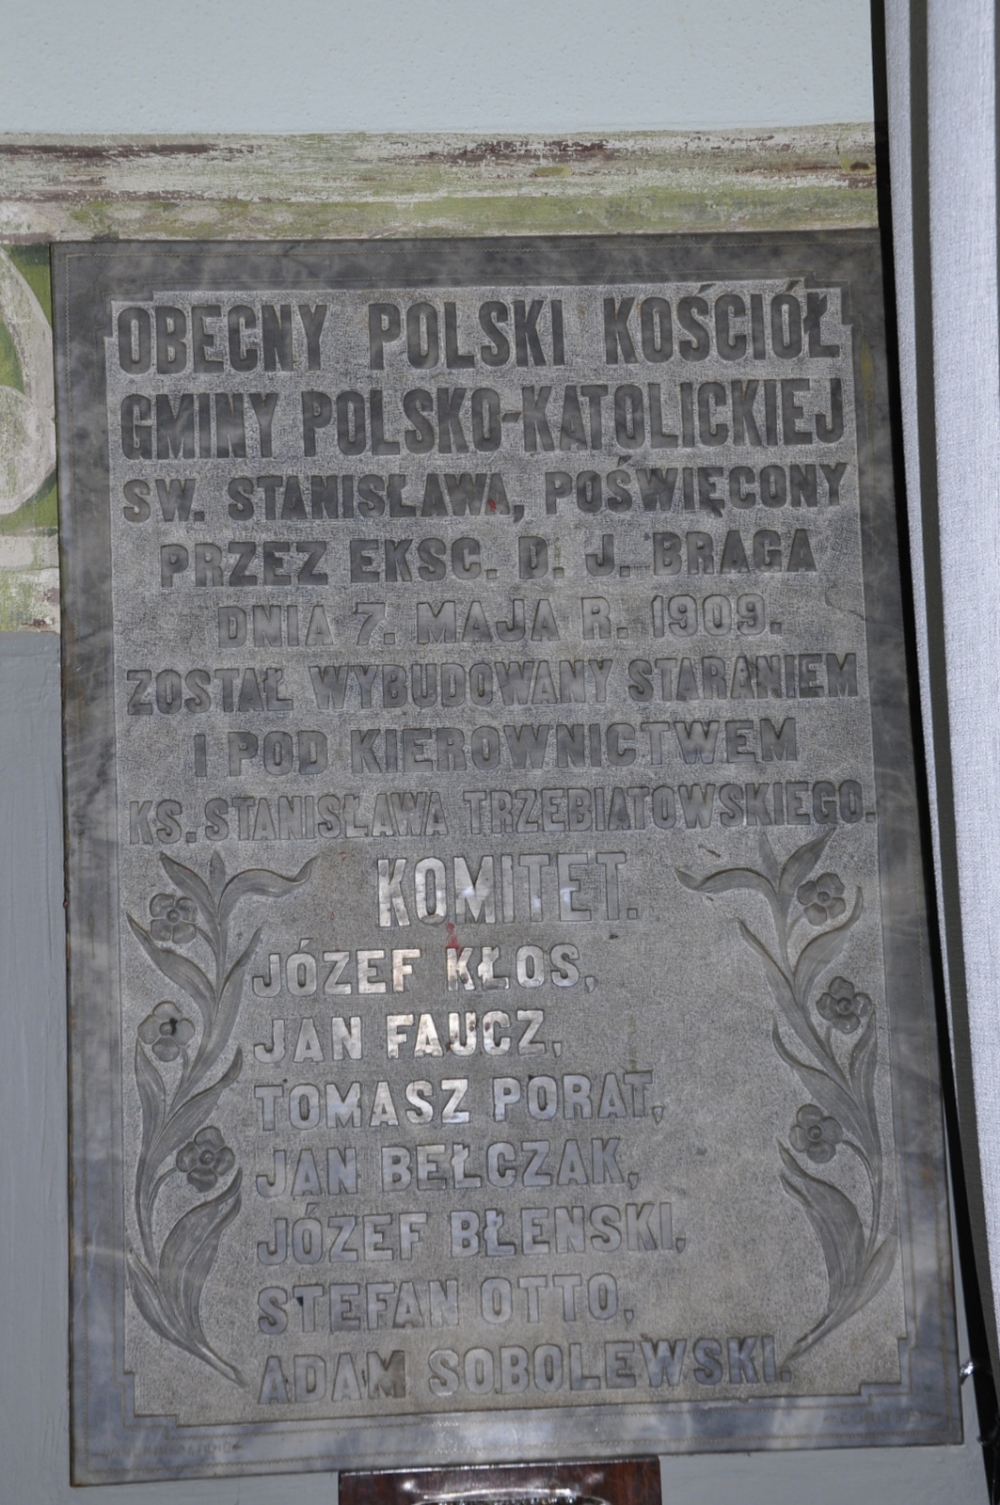 OBECNY POLSKI KOŚCIÓŁ
GMINY POLSKO-KATOLICKIEJ
SW. STANISŁAWA, POŚWIĘCONY
PRZEZ EKSC. D. J. BRAGA
DNIA 7. MAJA R. 1909.
ZOSTAŁ WYBUDOWANY STARANIEM
I POD KIEROWNICTWEM
KS. STANISŁAWA TRZEBIATOWSKIEGO.
KOMITET.
JÓZEF KŁOS,
JAN FAUCZ,
TOMASZ PORAT,
JAN BEŁCZAK,
JÓZEF BŁENSKI,
STEFAN OTTO,
ADAM SOBOLEWSKI.